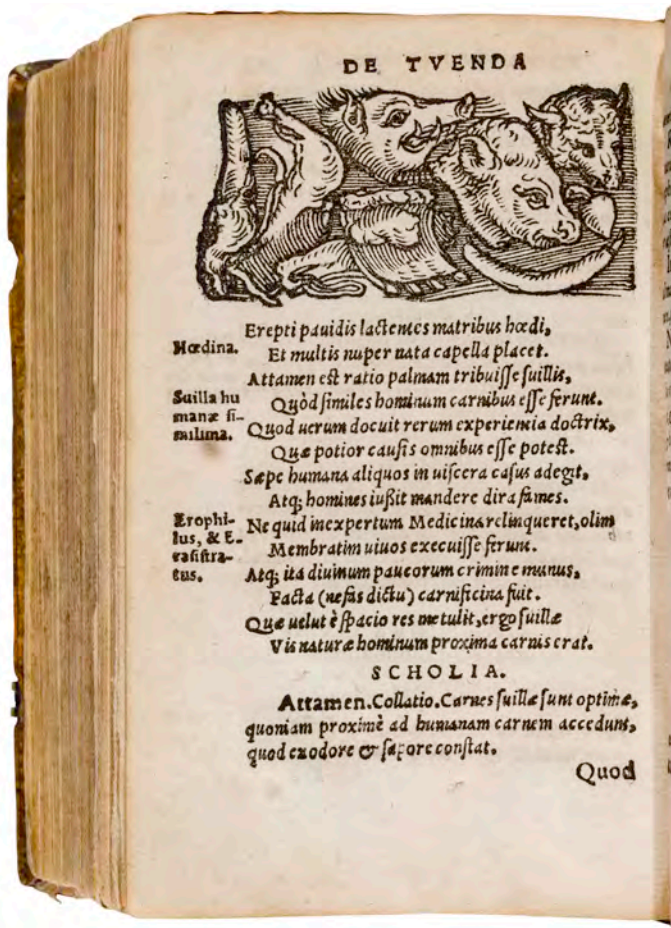 DE TVENDA
Erepti pauidis lactentes matribus hœdi,
Hœdina.
Et multis nuper nata capella placet.
Attamen est ratio palmam tribuisse suillis,
Suilla hu
manæ si-
milima.
Quòd similes hominum carnibus esse ferunt.
Quod uerum docuit rerum experientia doctrix,
Quæ potior causis omnibus esse potest.
Sæpe humana aliquos in uiscera casus adegit,
Atq; homines iußit mandere dira fames.
Erophi-
lus, & E-
rasistra-
tus.
Ne quid inexpertum Medicina relinqueret, olim
Membratim uiuos execuisse ferunt.
Atq; ita diuinum paucorum crimine munus,
Facta (nefas dictu) carnificina fuit.
Quæ uelut è spacio res me tulit, ergo suillæ
Vis naturæ hominum proxima carnis erat.
SCHOLIA.
Attamen. Collatio. Carnes suillæ sunt optimæ,
quoniam proximè ad humanam carnem accedunt,
quod ex odore & sapore constat.
Quod